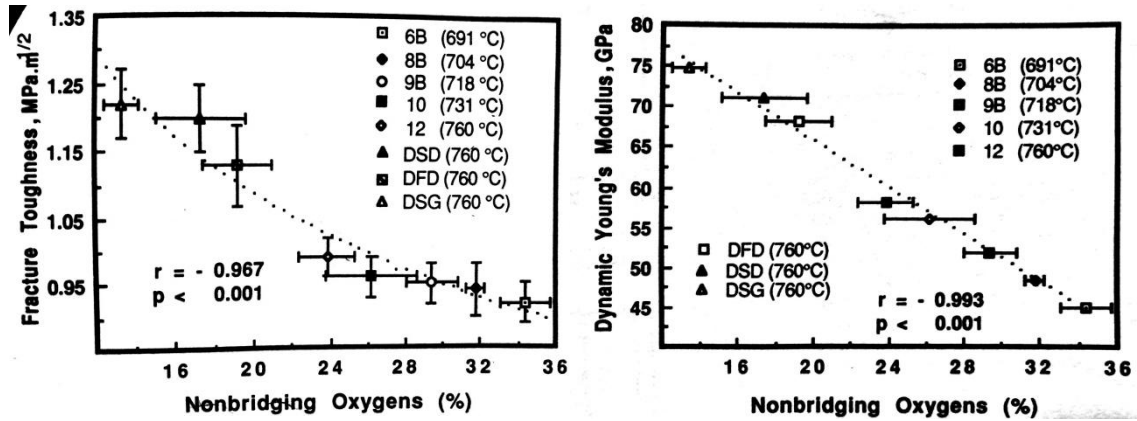 Fracture Toughness, MPa.m1/2
1.35
1.25
1.15
1.05
0.95
6B (691 °C)
8B (704 °C)
9B (718 °C)
10 (731 °C)
12 (760 °C)
DSD (760 °C)
DFD (760 °C)
DSG (760 °C)
r = - 0.967
p < 0.001
16 20 24 28 32 36
Nonbridging Oxygens (%)
Dynamic Young's Modulus, GPa
80
75
70
65
60
55
50
45
6B (691°C)
8B (704°C)
9B (718°C)
10 (731°C)
12 (760°C)
DFD (760°C)
DSD (760°C)
DSG (760°C)
r = - 0.993
p < 0.001
16 20 24 28 32 36
Nonbridging Oxygens (%)